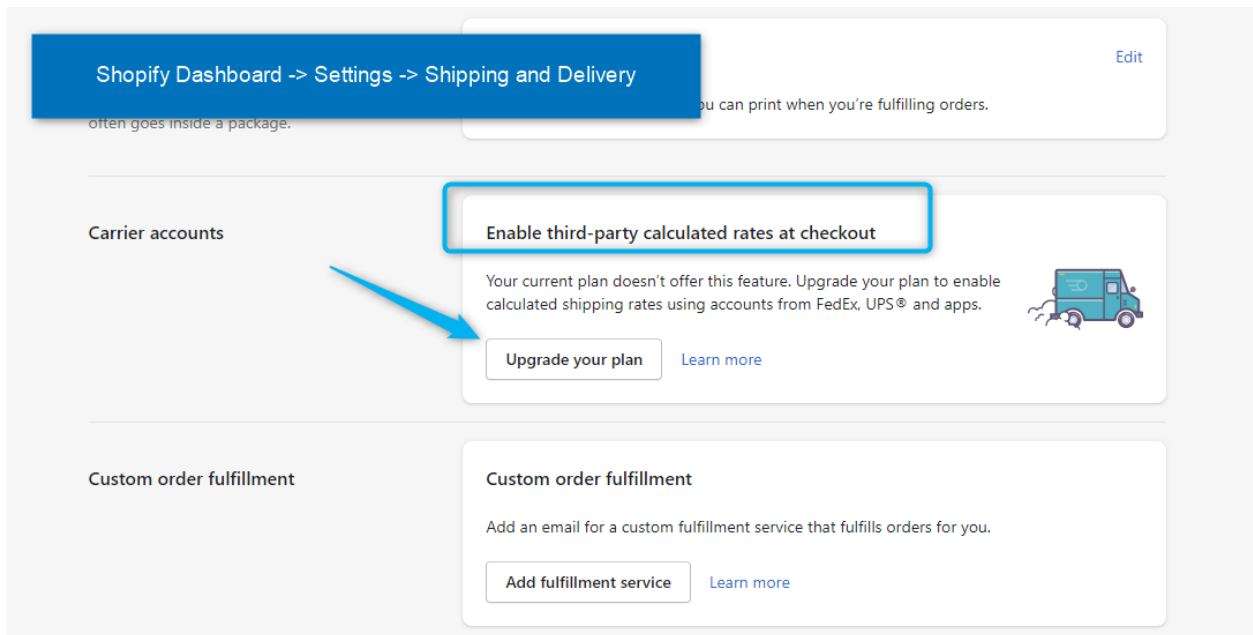 Shopify Dashboard -> Settings -> Shipping and Delivery
Edit
you can print when you're fulfilling orders.
often goes inside a package.
Carrier accounts
Enable third-party calculated rates at checkout
Your current plan doesn't offer this feature. Upgrade your plan to enable
calculated shipping rates using accounts from FedEx, UPS® and apps.
Upgrade your plan
Learn more
Custom order fulfillment
Custom order fulfillment
Add an email for a custom fulfillment service that fulfills orders for you.
Add fulfillment service
Learn more